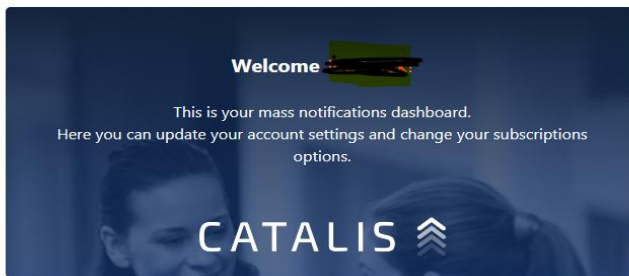 Welcome
This is your mass notifications dashboard.
Here you can update your account settings and change your subscriptions
options.
CATALIS